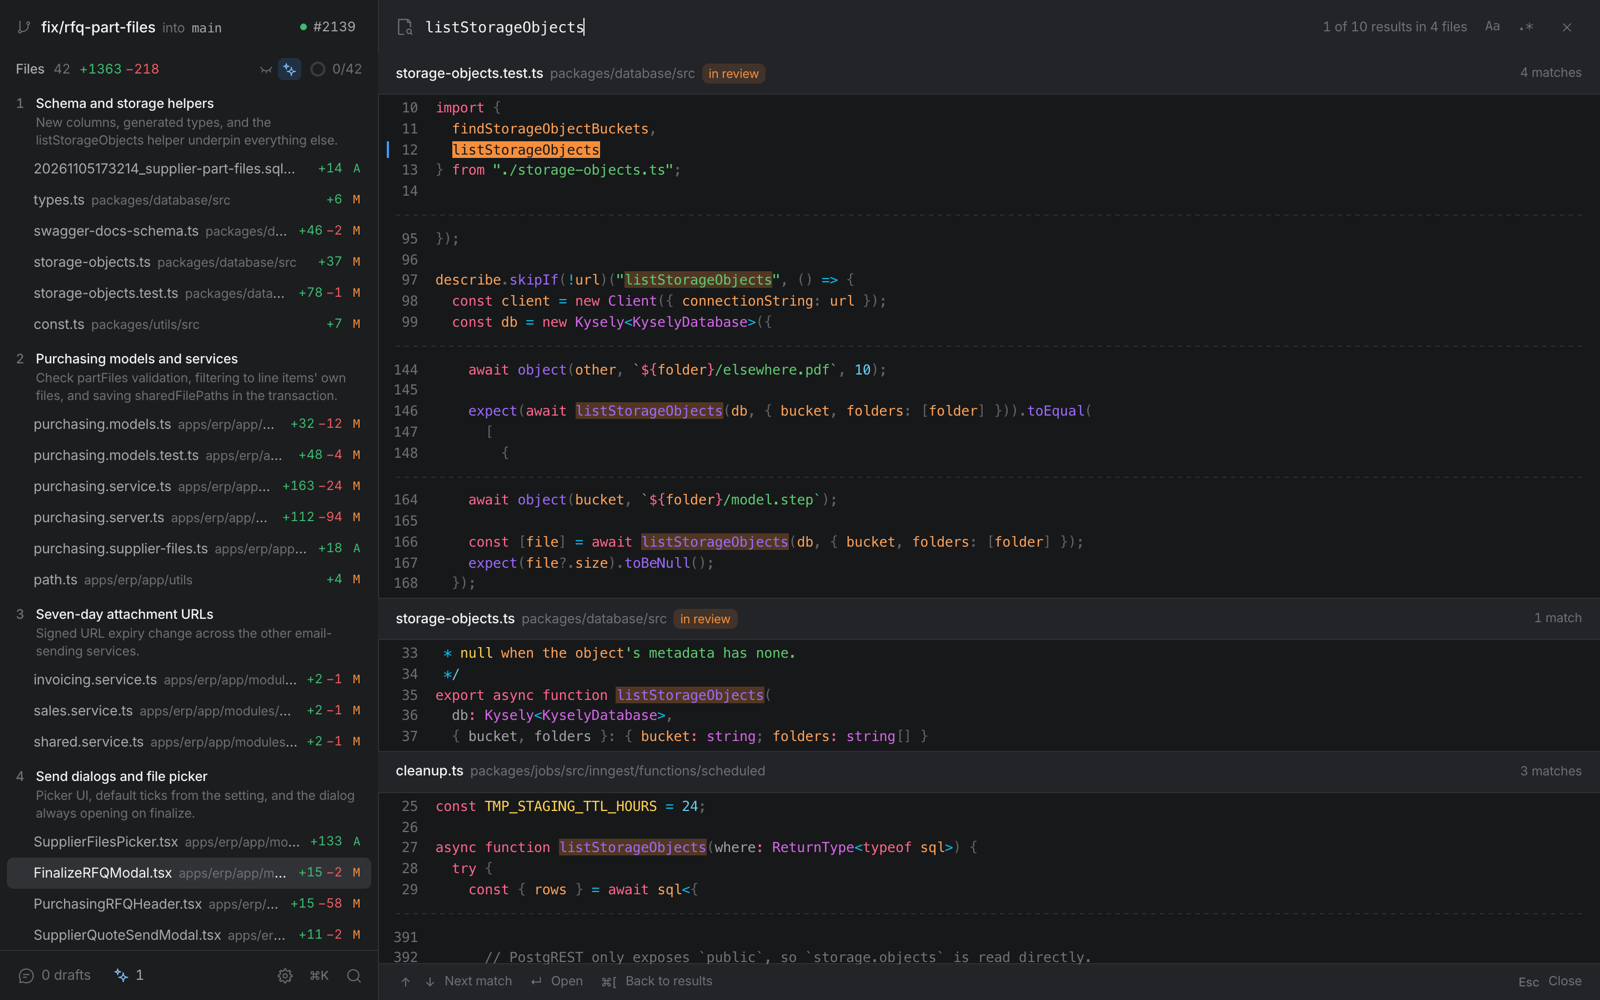 fix/rfq-part-files into main #2139
Files 42 +1363 −218 0/42
1 Schema and storage helpers
New columns, generated types, and the
listStorageObjects helper underpin everything else.
20261105173214_supplier-part-files.sql... +14 A
types.ts packages/database/src +6 M
swagger-docs-schema.ts packages/d... +46 −2 M
storage-objects.ts packages/database/src +37 M
storage-objects.test.ts packages/data... +78 −1 M
const.ts packages/utils/src +7 M
2 Purchasing models and services
Check partFiles validation, filtering to line items' own
files, and saving sharedFilePaths in the transaction.
purchasing.models.ts apps/erp/app/... +32 −12 M
purchasing.models.test.ts apps/erp/a... +48 −4 M
purchasing.service.ts apps/erp/app... +163 −24 M
purchasing.server.ts apps/erp/app/... +112 −94 M
purchasing.supplier-files.ts apps/erp/app... +18 A
path.ts apps/erp/app/utils +4 M
3 Seven-day attachment URLs
Signed URL expiry change across the other email-
sending services.
invoicing.service.ts apps/erp/app/modul... +2 −1 M
sales.service.ts apps/erp/app/modules/... +2 −1 M
shared.service.ts apps/erp/app/modules... +2 −1 M
4 Send dialogs and file picker
Picker UI, default ticks from the setting, and the dialog
always opening on finalize.
SupplierFilesPicker.tsx apps/erp/app/mo... +133 A
FinalizeRFQModal.tsx apps/erp/app/m... +15 −2 M
PurchasingRFQHeader.tsx apps/erp/... +15 −58 M
SupplierQuoteSendModal.tsx apps/er... +11 −2 M
0 drafts 1 ⌘K
listStorageObjects 1 of 10 results in 4 files Aa .*
storage-objects.test.ts packages/database/src in review 4 matches
10 import {
11 findStorageObjectBuckets,
12 listStorageObjects
13 } from "./storage-objects.ts";
14
95 });
96
97 describe.skipIf(!url)("listStorageObjects", () => {
98 const client = new Client({ connectionString: url });
99 const db = new Kysely<KyselyDatabase>({
144 await object(other, `${folder}/elsewhere.pdf`, 10);
145
146 expect(await listStorageObjects(db, { bucket, folders: [folder] })).toEqual(
147 [
148 {
164 await object(bucket, `${folder}/model.step`);
165
166 const [file] = await listStorageObjects(db, { bucket, folders: [folder] });
167 expect(file?.size).toBeNull();
168 });
storage-objects.ts packages/database/src in review 1 match
33 * null when the object's metadata has none.
34 */
35 export async function listStorageObjects(
36 db: Kysely<KyselyDatabase>,
37 { bucket, folders }: { bucket: string; folders: string[] }
cleanup.ts packages/jobs/src/inngest/functions/scheduled 3 matches
25 const TMP_STAGING_TTL_HOURS = 24;
26
27 async function listStorageObjects(where: ReturnType<typeof sql>) {
28 try {
29 const { rows } = await sql<{
391
392 // PostgREST only exposes `public`, so `storage.objects` is read directly.
↑ ↓ Next match ↵ Open ⌘[ Back to results Esc Close